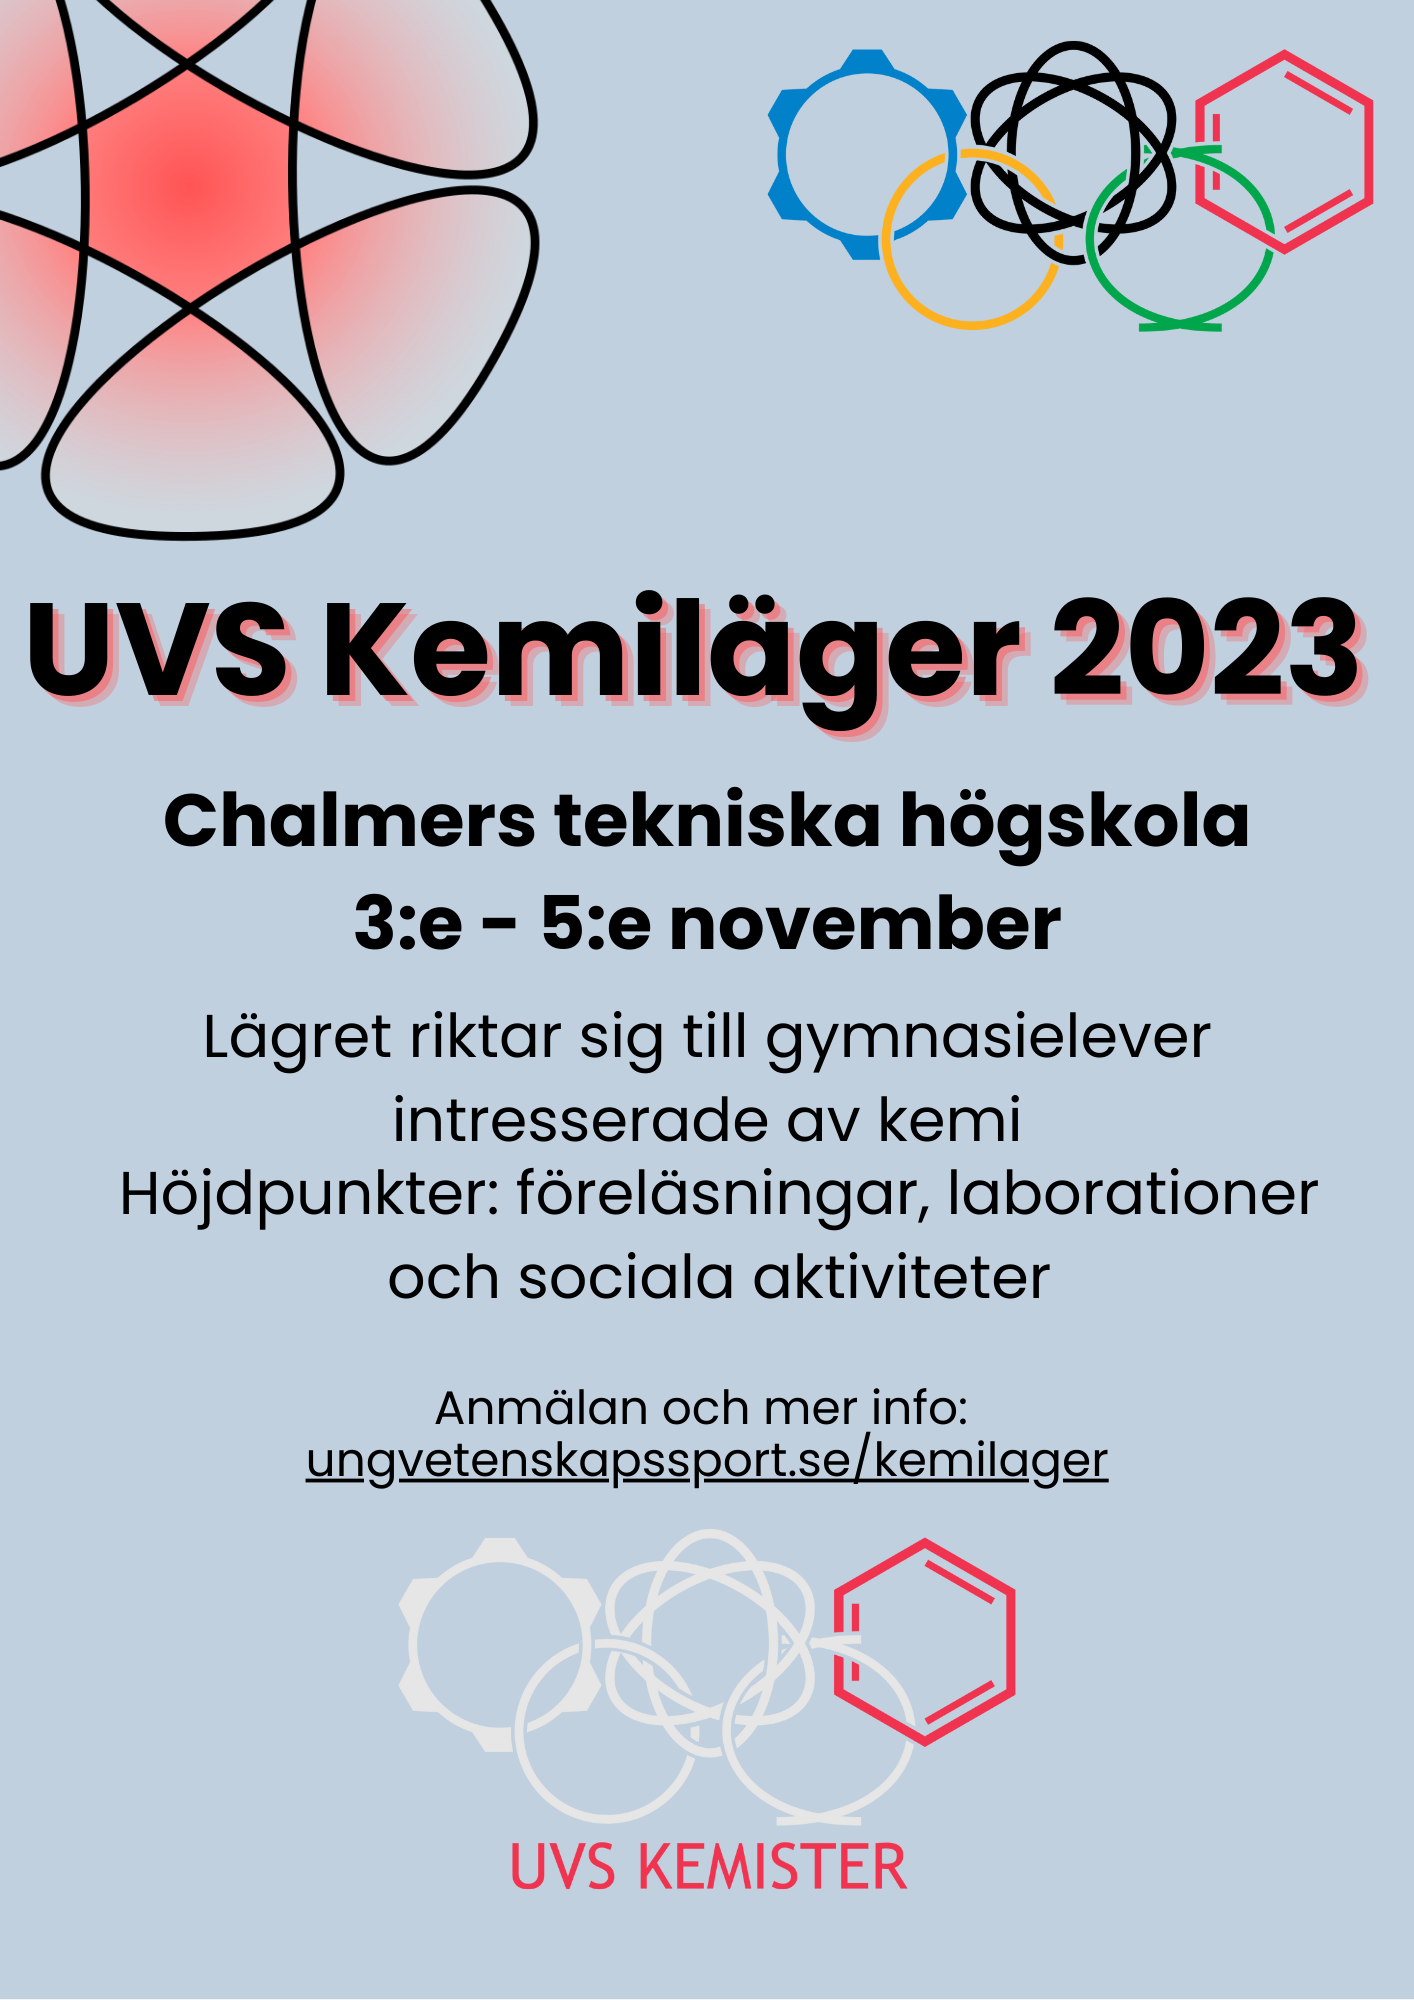 UVS Kemiläger 2023
Chalmers tekniska högskola
3:e - 5:e november
Lägret riktar sig till gymnasielever
intresserade av kemi
Höjdpunkter: föreläsningar, laborationer
och sociala aktiviteter
Anmälan och mer info:
ungvetenskapssport.se/kemilager
UVS KEMISTER